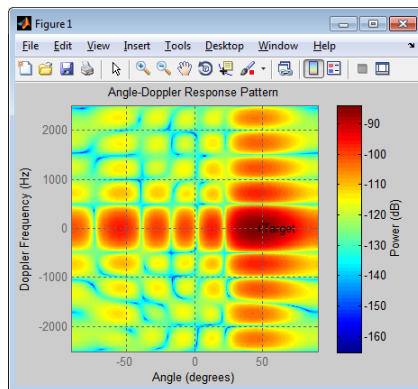 Figure 1
File Edit View Insert Tools Desktop Window Help
Angle-Doppler Response Pattern
2000
1000
0
-1000
-2000
Doppler Frequency (Hz)
Target
-50 0 50
Angle (degrees)
-90
-100
-110
-120
-130
-140
-150
-160
Power (dB)